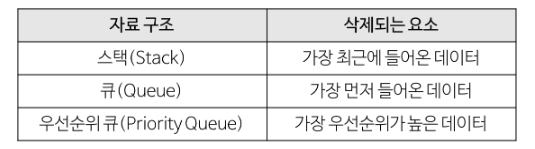 자료 구조 삭제되는 요소
스택(Stack) 가장 최근에 들어온 데이터
큐(Queue) 가장 먼저 들어온 데이터
우선순위 큐(Priority Queue) 가장 우선순위가 높은 데이터